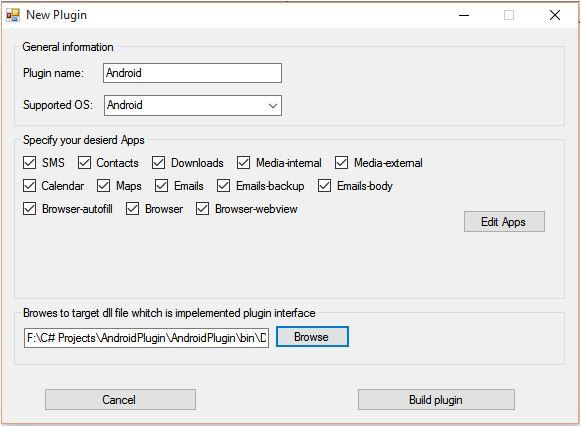 New Plugin
General information
Plugin name: Android
Supported OS: Android
Specify your desierd Apps
SMS Contacts Downloads Media-internal Media-external
Calendar Maps Emails Emails-backup Emails-body
Browser-autofill Browser Browser-webview
Edit Apps
Browes to target dll file whitch is impelemented plugin interface
F:\C# Projects\AndroidPlugin\AndroidPlugin\bin\D Browse
Cancel Build plugin